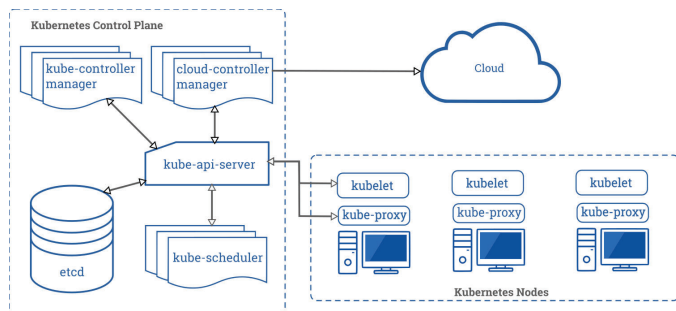 Kubernetes Control Plane
kube-controller
manager
cloud-controller
manager
Cloud
kube-api-server
kubelet
kubelet
kubelet
kube-proxy
kube-proxy
kube-proxy
etcd
kube-scheduler
Kubernetes Nodes